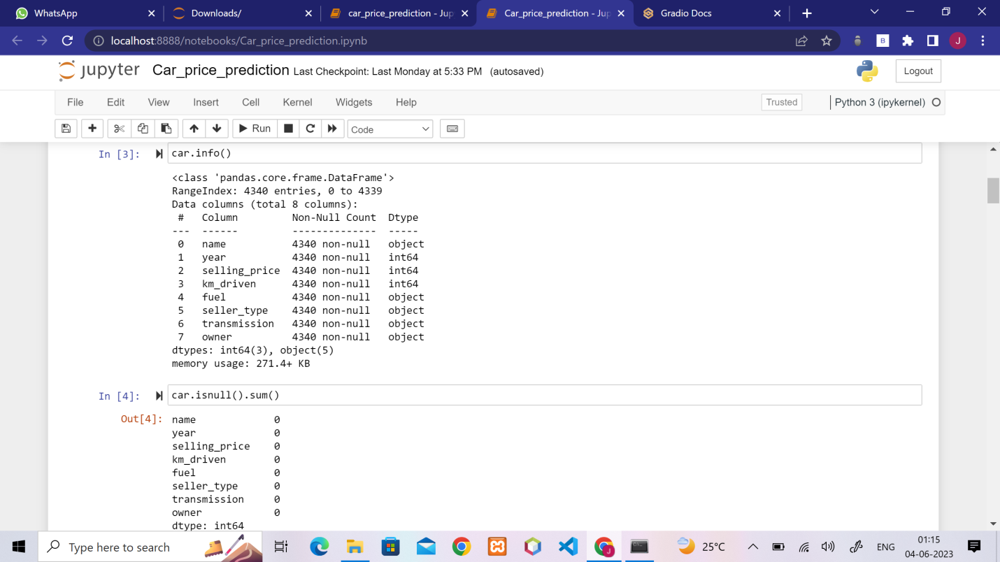 WhatsApp
Downloads/
car_price_prediction - Jup
Car_price_prediction - Jup
Gradio Docs
localhost:8888/notebooks/Car_price_prediction.ipynb
B
J
jupyter Car_price_prediction Last Checkpoint: Last Monday at 5:33 PM (autosaved)
Logout
File Edit View Insert Cell Kernel Widgets Help
Trusted
Python 3 (ipykernel)
Run
Code
In [3]: car.info()
<class 'pandas.core.frame.DataFrame'>
RangeIndex: 4340 entries, 0 to 4339
Data columns (total 8 columns):
# Column Non-Null Count Dtype
--- ------ -------------- -----
0 name 4340 non-null object
1 year 4340 non-null int64
2 selling_price 4340 non-null int64
3 km_driven 4340 non-null int64
4 fuel 4340 non-null object
5 seller_type 4340 non-null object
6 transmission 4340 non-null object
7 owner 4340 non-null object
dtypes: int64(3), object(5)
memory usage: 271.4+ KB
In [4]: car.isnull().sum()
Out[4]: name 0
year 0
selling_price 0
km_driven 0
fuel 0
seller_type 0
transmission 0
owner 0
dtype: int64
Type here to search
25°C
ENG
01:15
04-06-2023